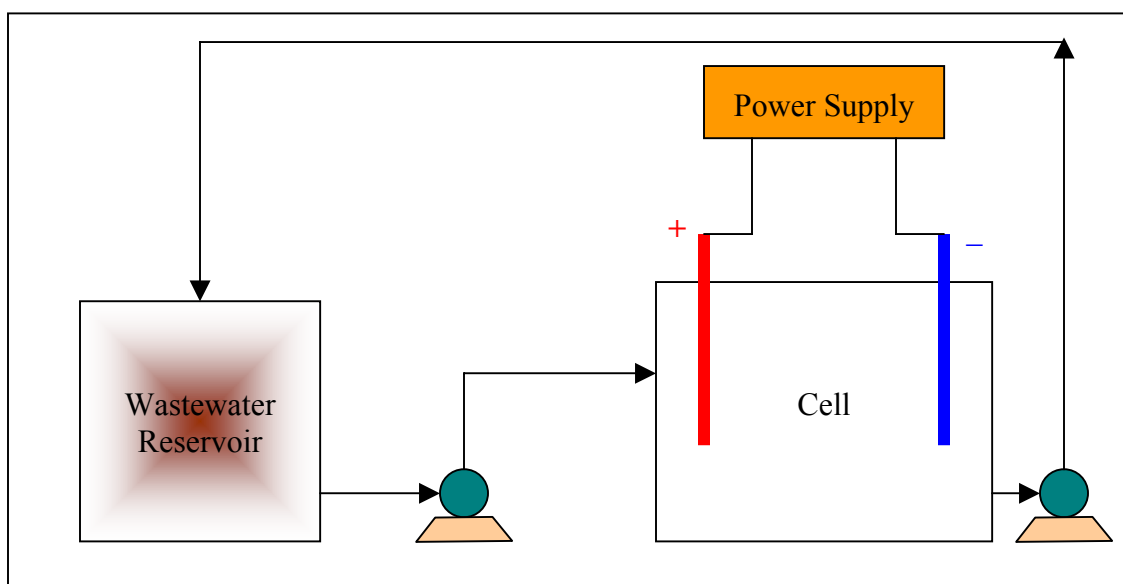 Power Supply
+
–
Wastewater
Reservoir
Cell